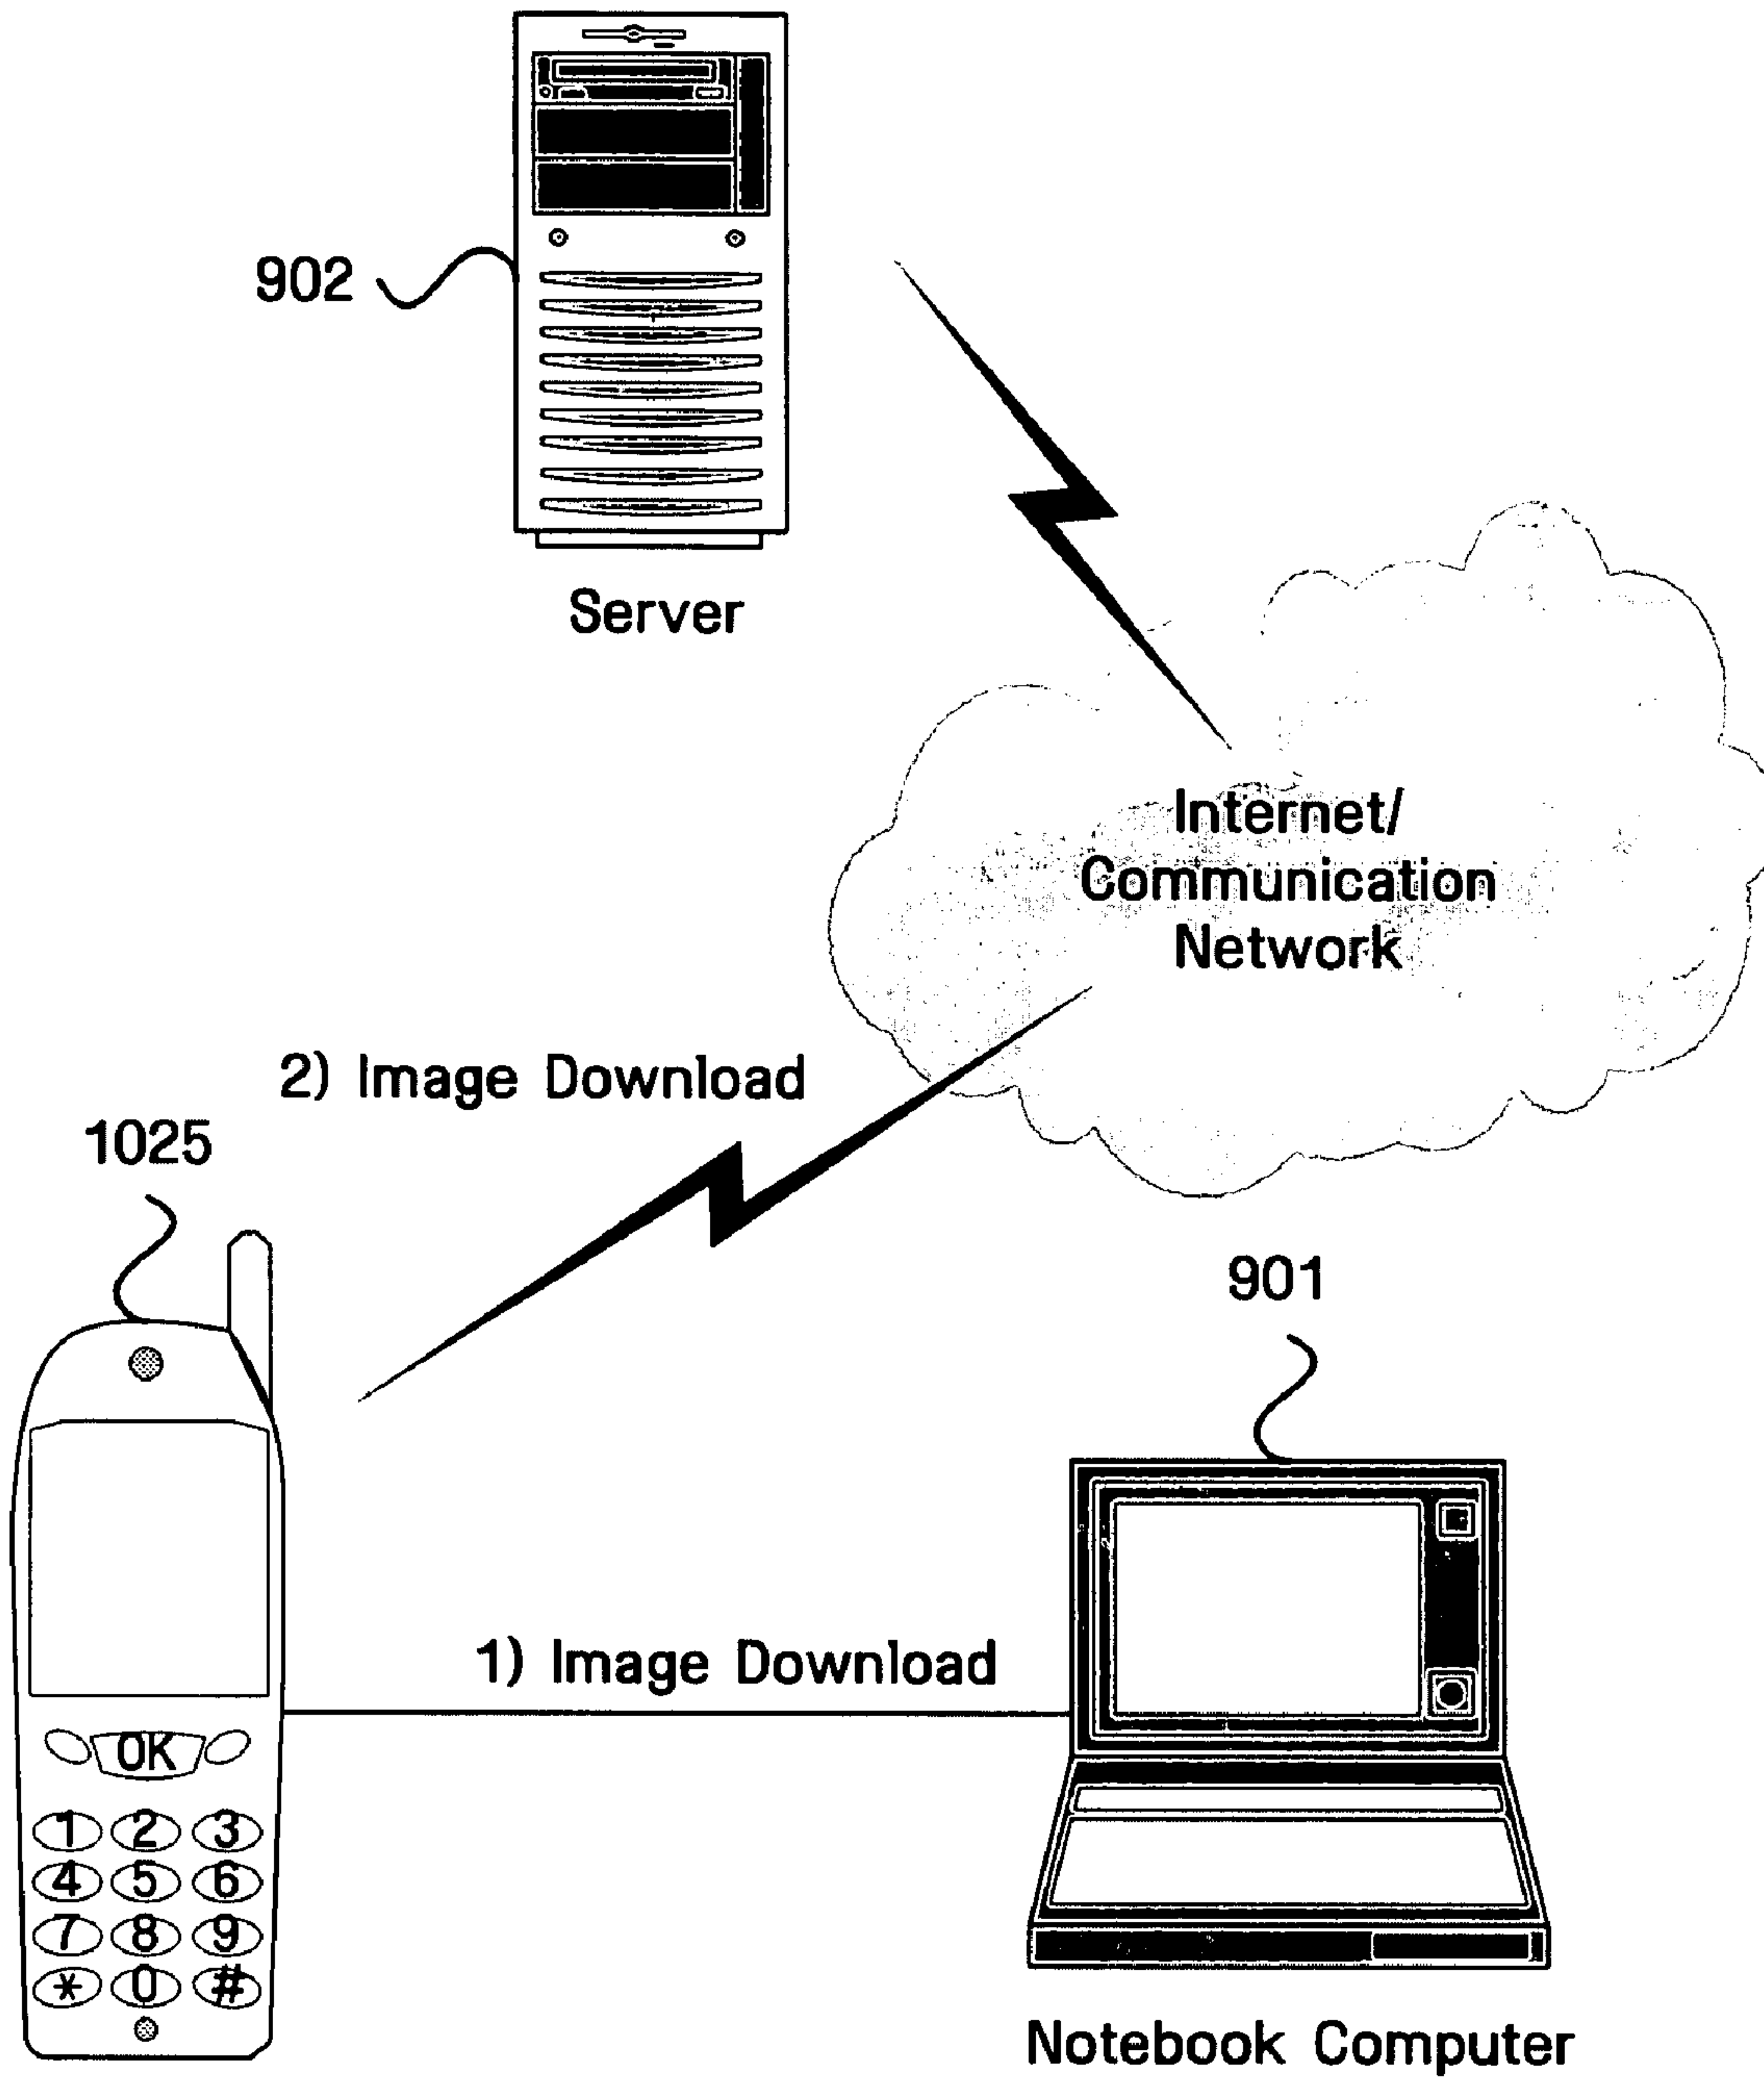 902
Server
Internet/
Communication
Network
2) Image Download
1025
901
1) Image Download
OK
1 2 3
4 5 6
7 8 9
* 0 #
Notebook Computer